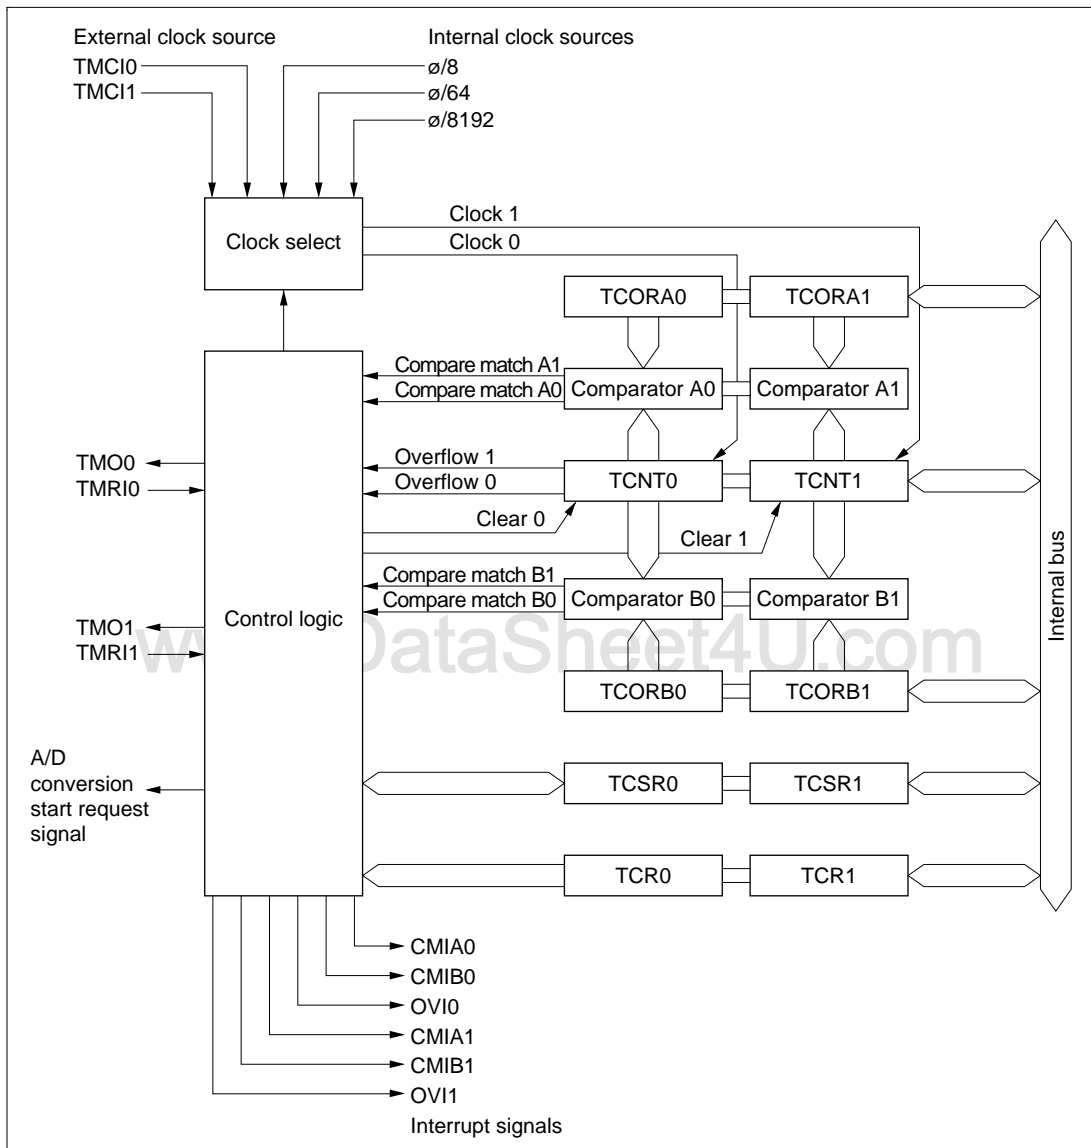 External clock source
Internal clock sources
TMCI0
TMCI1
ø/8
ø/64
ø/8192
Clock select
Clock 1
Clock 0
TCORA0
TCORA1
Compare match A1
Compare match A0
Comparator A0
Comparator A1
TMO0
TMRI0
Overflow 1
Overflow 0
TCNT0
TCNT1
Clear 0
Clear 1
Compare match B1
Compare match B0
Comparator B0
Comparator B1
Control logic
Internal bus
TMO1
TMRI1
www.DataSheet4U.com
TCORB0
TCORB1
A/D
conversion
start request
signal
TCSR0
TCSR1
TCR0
TCR1
CMIA0
CMIB0
OVI0
CMIA1
CMIB1
OVI1
Interrupt signals